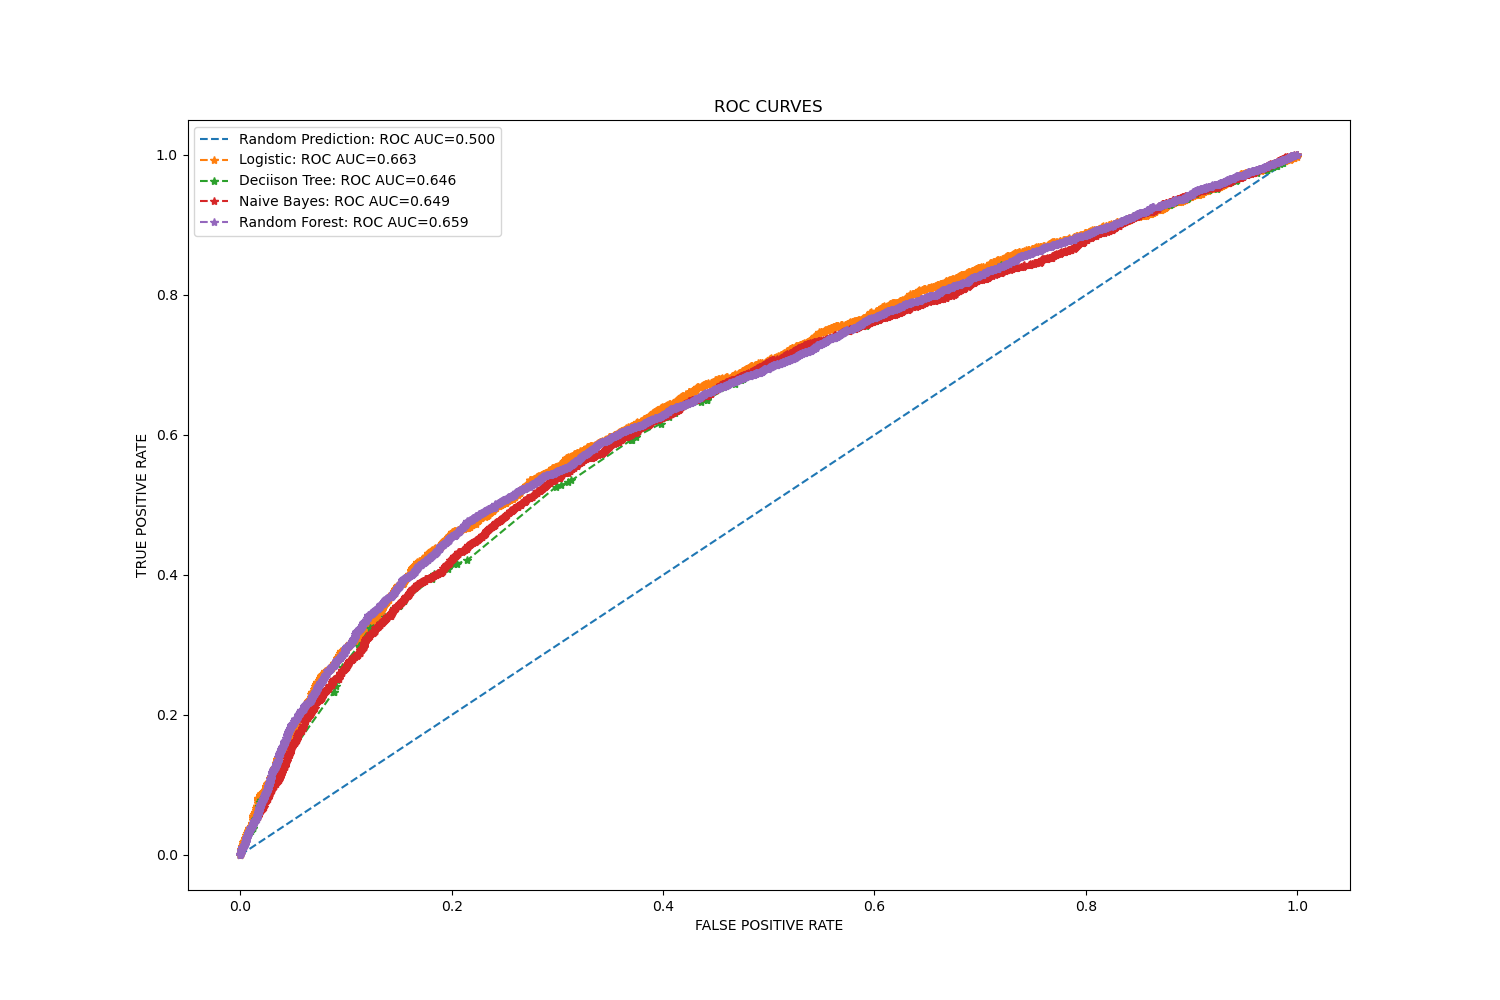 ROC CURVES
Random Prediction: ROC AUC=0.500
Logistic: ROC AUC=0.663
Deciison Tree: ROC AUC=0.646
Naive Bayes: ROC AUC=0.649
Random Forest: ROC AUC=0.659
1.0
0.8
0.6
0.4
0.2
0.0
TRUE POSITIVE RATE
0.0 0.2 0.4 0.6 0.8 1.0
FALSE POSITIVE RATE